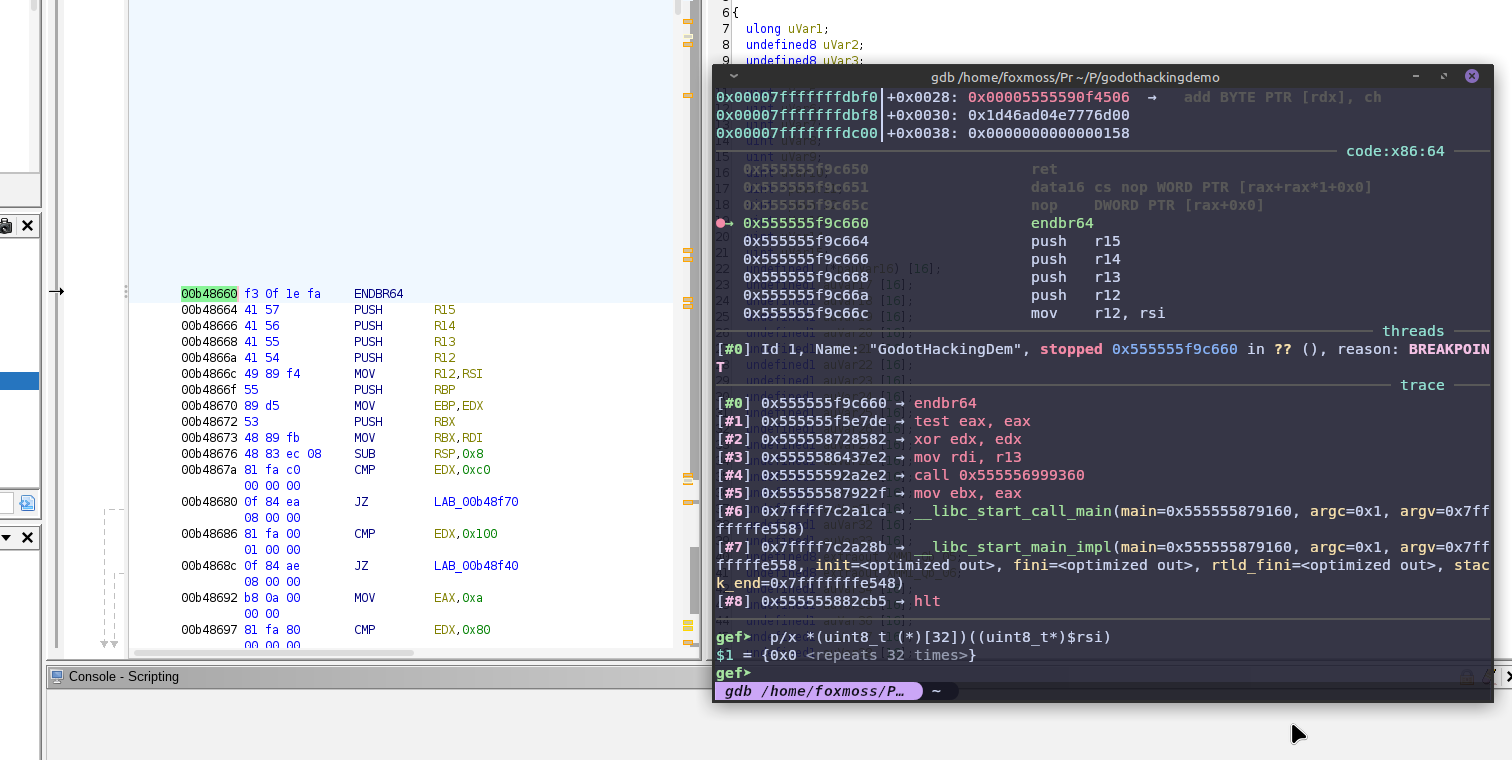 6 {
7 ulong uVar1;
8 undefined8 uVar2;
9 undefined8 uVar3;
00b48660 f3 0f 1e fa ENDBR64
00b48664 41 57 PUSH R15
00b48666 41 56 PUSH R14
00b48668 41 55 PUSH R13
00b4866a 41 54 PUSH R12
00b4866c 49 89 f4 MOV R12,RSI
00b4866f 55 PUSH RBP
00b48670 89 d5 MOV EBP,EDX
00b48672 53 PUSH RBX
00b48673 48 89 fb MOV RBX,RDI
00b48676 48 83 ec 08 SUB RSP,0x8
00b4867a 81 fa c0 CMP EDX,0xc0
00 00 00
00b48680 0f 84 ea JZ LAB_00b48f70
08 00 00
00b48686 81 fa 00 CMP EDX,0x100
01 00 00
00b4868c 0f 84 ae JZ LAB_00b48f40
08 00 00
00b48692 b8 0a 00 MOV EAX,0xa
00 00
00b48697 81 fa 80 CMP EDX,0x80
00 00 00
Console - Scripting
gdb /home/foxmoss/Pr ~/P/godothackingdemo
0x00007fffffffdbf0│+0x0028: 0x00005555590f4506 → add BYTE PTR [rdx], ch
0x00007fffffffdbf8│+0x0030: 0x1d46ad04e7776d00
0x00007fffffffdc00│+0x0038: 0x0000000000000158
code:x86:64
0x555555f9c650 ret
0x555555f9c651 data16 cs nop WORD PTR [rax+rax*1+0x0]
0x555555f9c65c nop DWORD PTR [rax+0x0]
●→ 0x555555f9c660 endbr64
0x555555f9c664 push r15
0x555555f9c666 push r14
0x555555f9c668 push r13
0x555555f9c66a push r12
0x555555f9c66c mov r12, rsi
threads
[#0] Id 1, Name: "GodotHackingDem", stopped 0x555555f9c660 in ?? (), reason: BREAKPOIN
T
trace
[#0] 0x555555f9c660 → endbr64
[#1] 0x555555f5e7de → test eax, eax
[#2] 0x555558728582 → xor edx, edx
[#3] 0x5555586437e2 → mov rdi, r13
[#4] 0x55555592a2e2 → call 0x555556999360
[#5] 0x55555587922f → mov ebx, eax
[#6] 0x7ffff7c2a1ca → __libc_start_call_main(main=0x555555879160, argc=0x1, argv=0x7ff
fffffe558)
[#7] 0x7ffff7c2a28b → __libc_start_main_impl(main=0x555555879160, argc=0x1, argv=0x7ff
fffffe558, init=<optimized out>, fini=<optimized out>, rtld_fini=<optimized out>, stac
k_end=0x7fffffffe548)
[#8] 0x555555882cb5 → hlt
gef➤ p/x *(uint8_t (*)[32])((uint8_t*)$rsi)
$1 = {0x0 <repeats 32 times>}
gef➤
gdb /home/foxmoss/P… ~